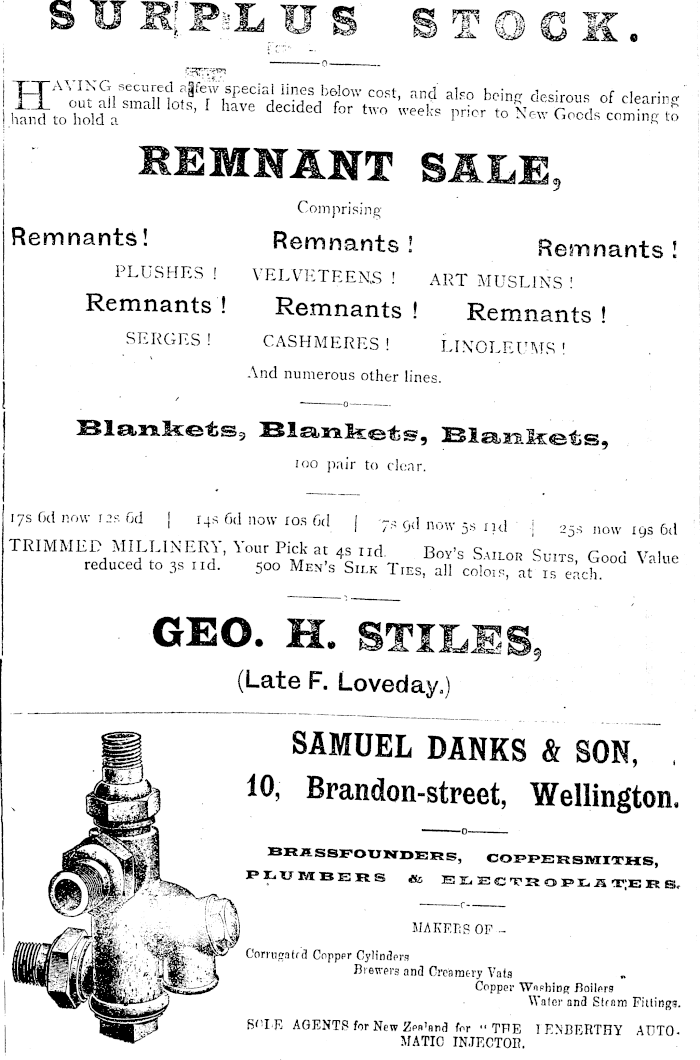 SURPLUS STOCK.
HAVING secured a few special lines below cost, and also being desirous of clearing
out all small lots, I have decided for two weeks prior to New Goods coming to
hand to hold a
REMNANT SALE,
Comprising
Remnants! Remnants! Remnants!
PLUSHES! VELVETEENS! ART MUSLINS!
Remnants! Remnants! Remnants!
SERGES! CASHMERES! LINOLEUMS!
And numerous other lines.
Blankets, Blankets, Blankets,
100 pair to clear.
17s 6d now 12s 6d | 14s 6d now 10s 6d | 7s 9d now 5s 11d | 25s now 19s 6d
TRIMMED MILLINERY, Your Pick at 4s 11d. BOY'S SAILOR SUITS, Good Value
reduced to 3s 11d. 500 MEN'S SILK TIES, all colors, at 1s each.
GEO. H. STILES,
(Late F. Loveday.)
SAMUEL DANKS & SON,
10, Brandon-street, Wellington.
BRASSFOUNDERS, COPPERSMITHS,
PLUMBERS & ELECTROPLATERS.
MAKERS OF -
Corrugated Copper Cylinders
Brewers and Creamery Vats
Copper Washing Boilers
Water and Steam Fittings.
SOLE AGENTS for New Zealand for "THE PENBERTHY AUTO-
MATIC INJECTOR.